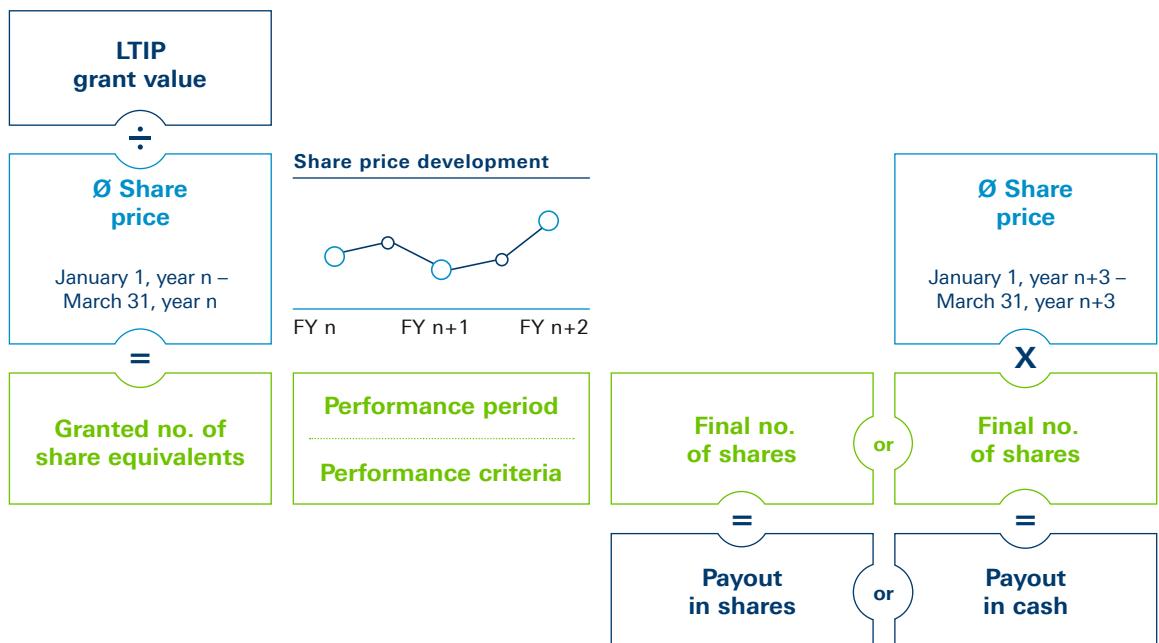 LTIP
grant value
÷
Ø Share
price
January 1, year n –
March 31, year n
=
Granted no. of
share equivalents
Share price development
FY n FY n+1 FY n+2
Performance period
Performance criteria
Final no.
of shares
=
Payout
in shares
or
or
Ø Share
price
January 1, year n+3 –
March 31, year n+3
X
Final no.
of shares
=
Payout
in cash